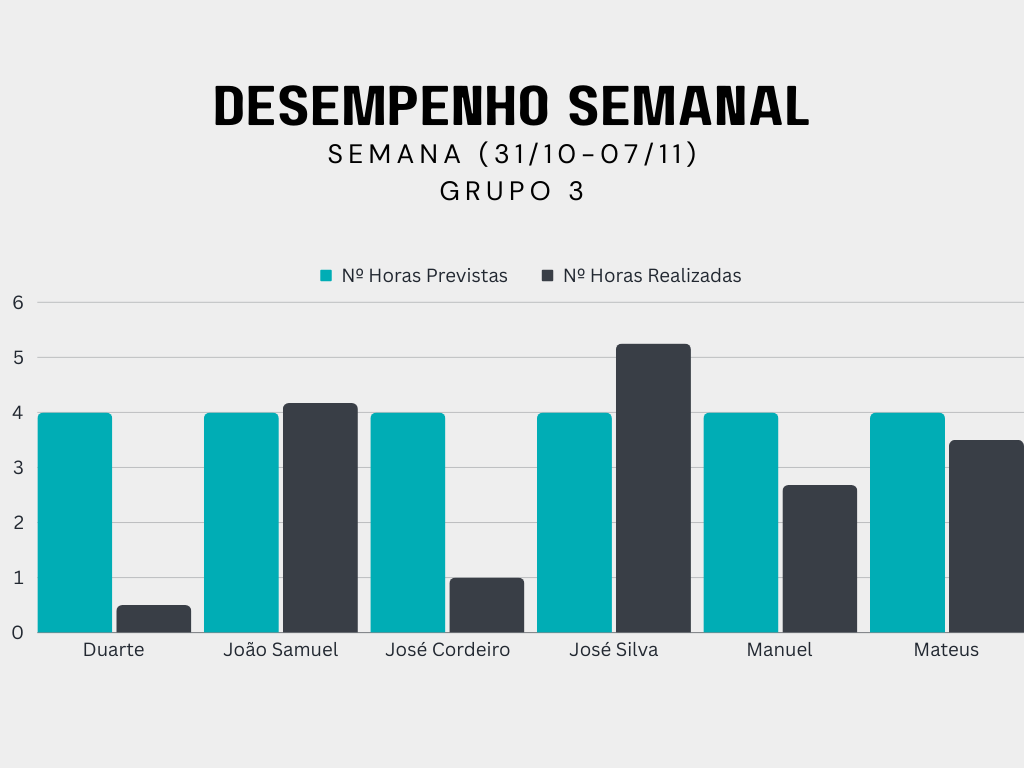 DESEMPENHO SEMANAL
SEMANA (31/10-07/11)
GRUPO 3
Nº Horas Previstas Nº Horas Realizadas
6
5
4
3
2
1
0
Duarte João Samuel José Cordeiro José Silva Manuel Mateus